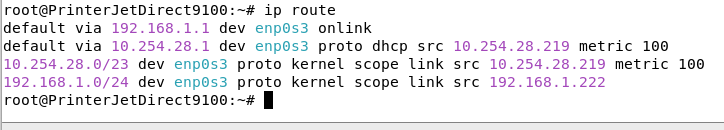 root@PrinterJetDirect9100:~# ip route
default via 192.168.1.1 dev enp0s3 onlink
default via 10.254.28.1 dev enp0s3 proto dhcp src 10.254.28.219 metric 100
10.254.28.0/23 dev enp0s3 proto kernel scope link src 10.254.28.219 metric 100
192.168.1.0/24 dev enp0s3 proto kernel scope link src 192.168.1.222
root@PrinterJetDirect9100:~#